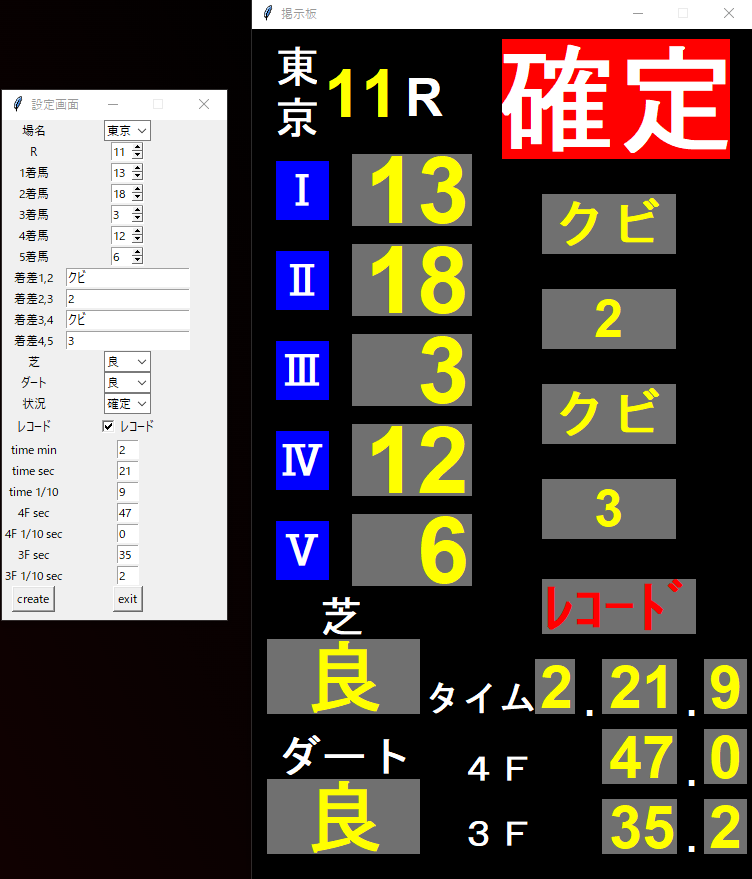 設定画面
場名 東京
R 11
1着馬 13
2着馬 18
3着馬 3
4着馬 12
5着馬 6
着差1,2 クビ
着差2,3 2
着差3,4 クビ
着差4,5 3
芝 良
ダート 良
状況 確定
レコード レコード
time min 2
time sec 21
time 1/10 9
4F sec 47
4F 1/10 sec 0
3F sec 35
3F 1/10 sec 2
create exit
掲示板
東京 11 R 確定
Ⅰ 13
クビ
Ⅱ 18
2
Ⅲ 3
クビ
Ⅳ 12
3
Ⅴ 6
レコード
芝
良
タイム 2 . 21 . 9
ダート
４Ｆ 47 . 0
良
３Ｆ 35 . 2